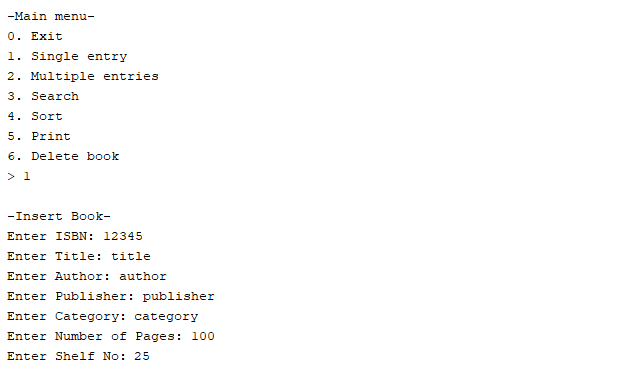 -Main menu-
0. Exit
1. Single entry
2. Multiple entries
3. Search
4. Sort
5. Print
6. Delete book
> 1
-Insert Book-
Enter ISBN: 12345
Enter Title: title
Enter Author: author
Enter Publisher: publisher
Enter Category: category
Enter Number of Pages: 100
Enter Shelf No: 25